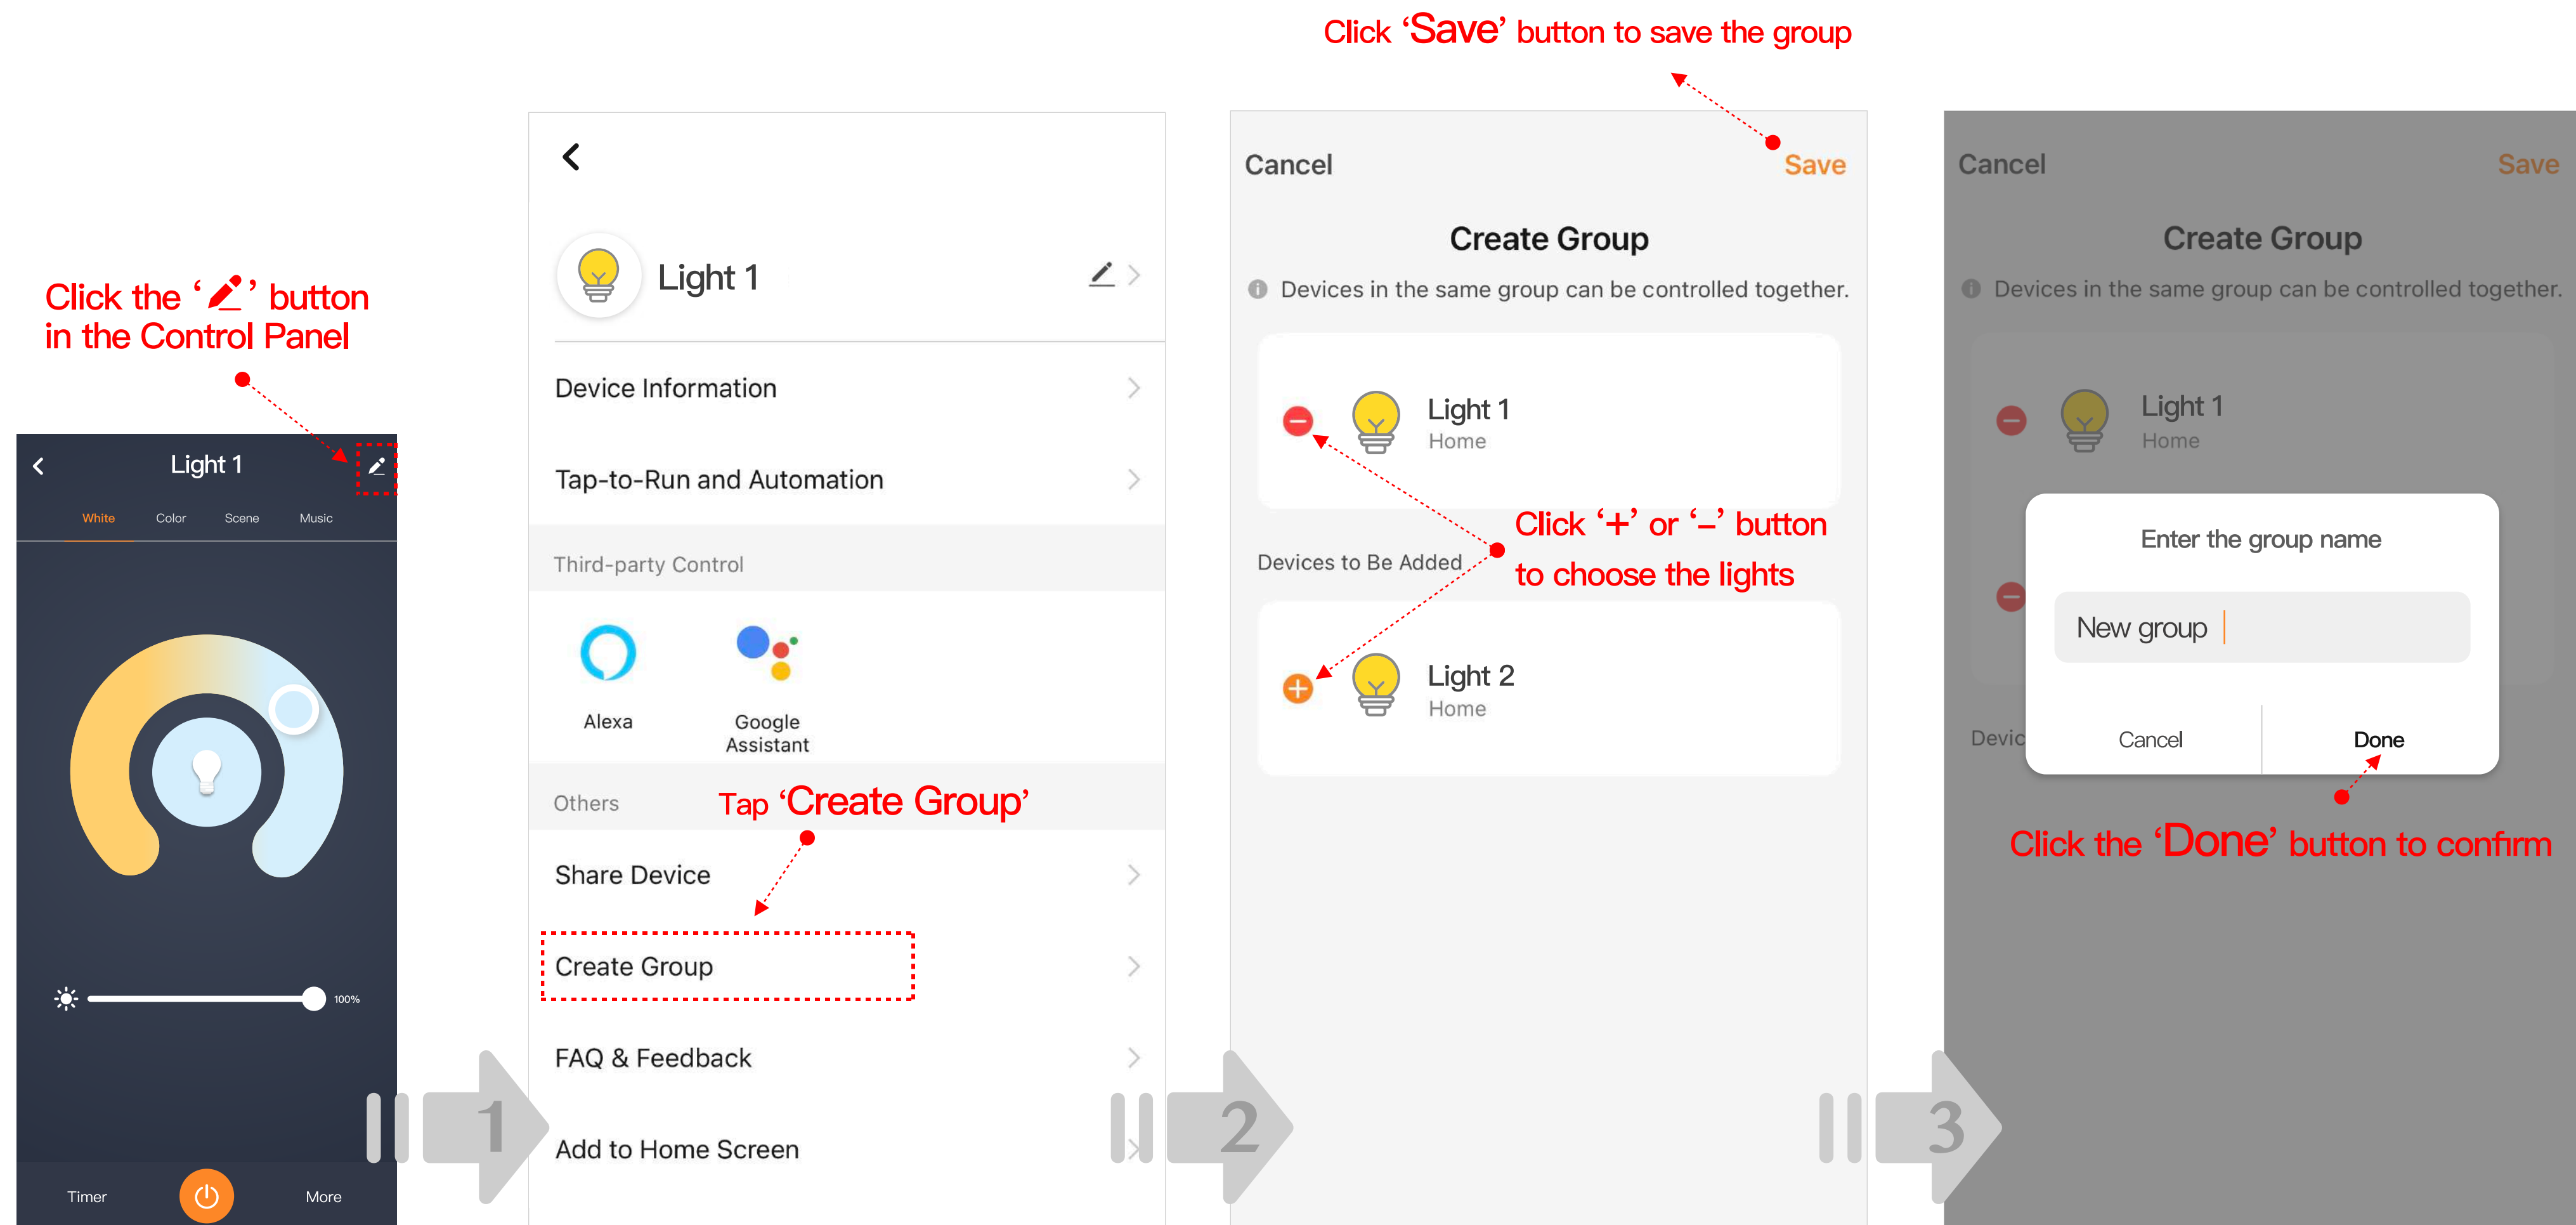 Click ‘Save’ button to save the group
Click the ‘ ’ button
in the Control Panel
Light 1
White
Color
Scene
Music
100%
Timer
More
1
Light 1
Device Information
Tap-to-Run and Automation
Third-party Control
Alexa
Google
Assistant
Others
Tap ‘Create Group’
Share Device
Create Group
FAQ & Feedback
Add to Home Screen
2
Cancel
Save
Create Group
Devices in the same group can be controlled together.
Light 1
Home
Click ‘+’ or ‘–’ button
to choose the lights
Devices to Be Added
Light 2
Home
3
Cancel
Save
Create Group
Devices in the same group can be controlled together.
Light 1
Home
Enter the group name
New group
Devic
Cancel
Done
Click the ‘Done’ button to confirm